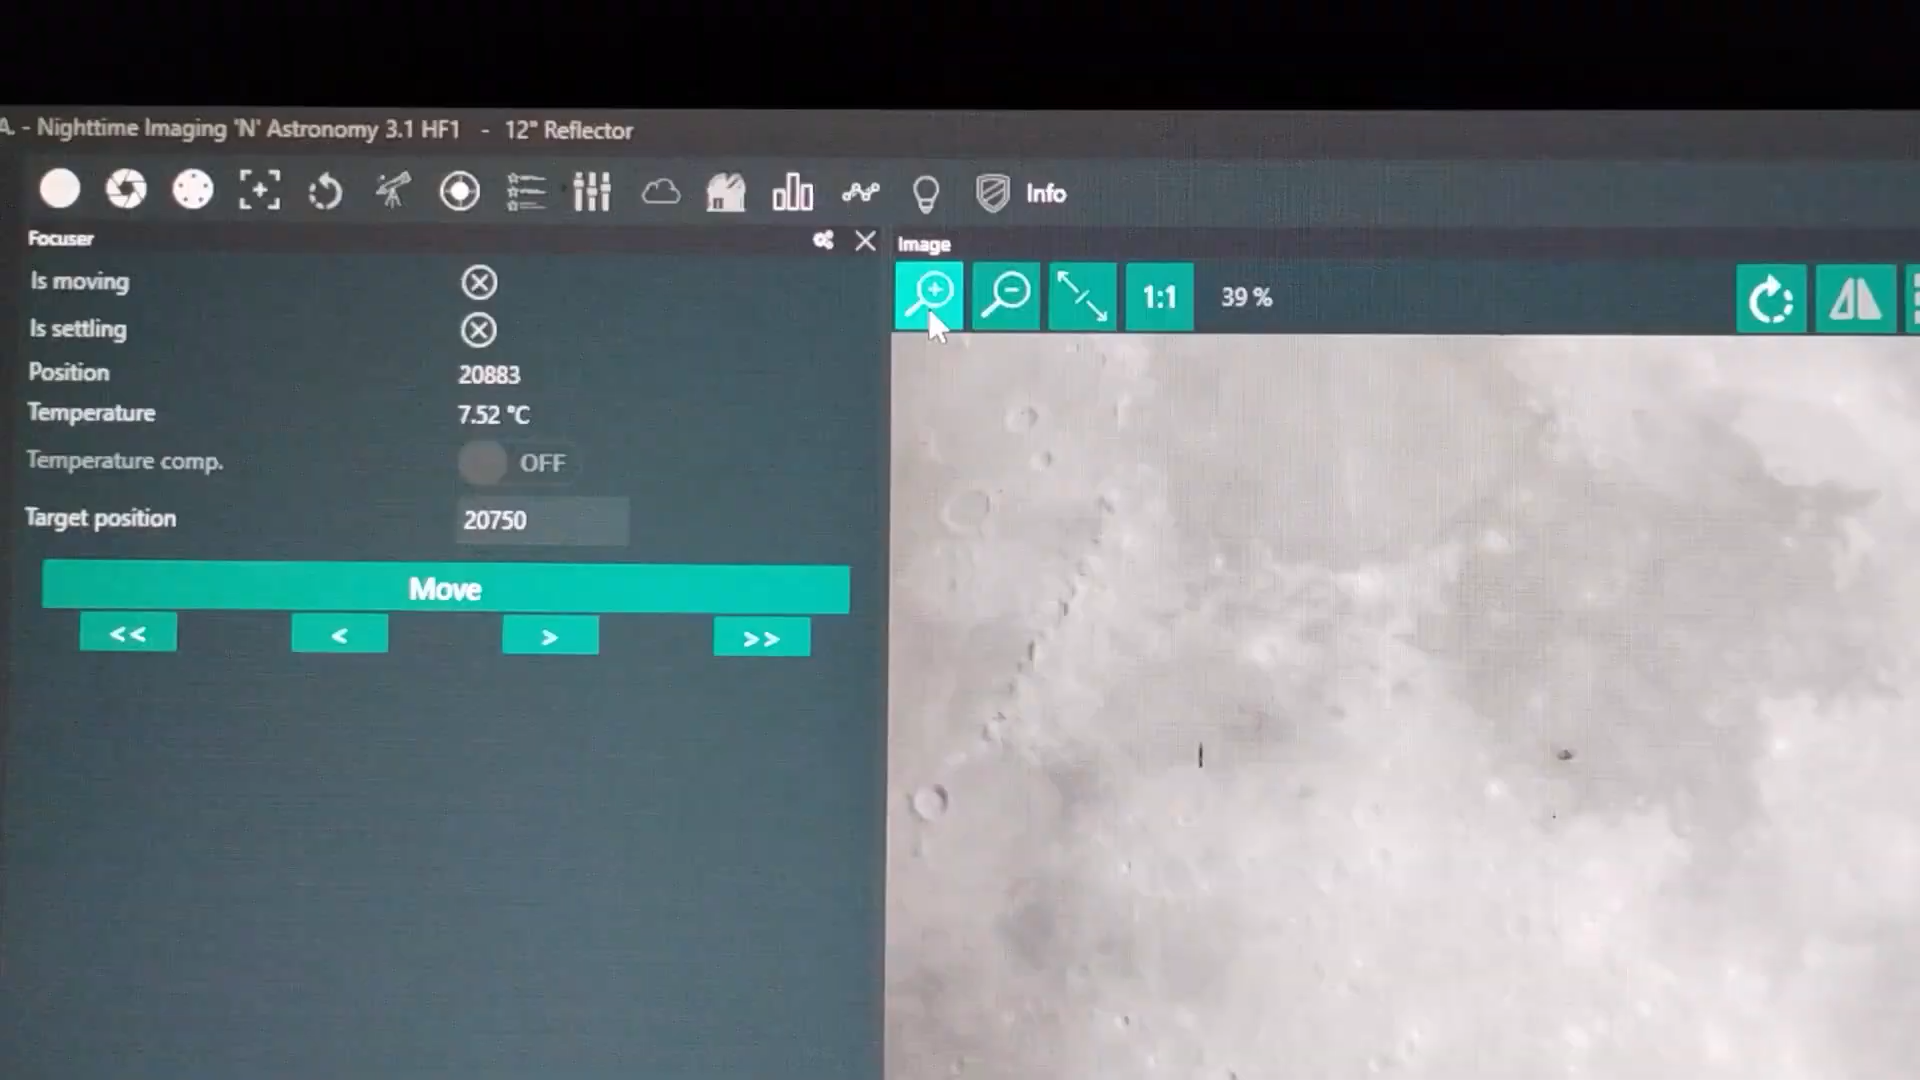 A. - Nighttime Imaging 'N' Astronomy 3.1 HF1 - 12" Reflector
Info
Focuser
Image
Is moving
Is settling
1:1
39 %
Position 20883
Temperature 7.52 °C
Temperature comp. OFF
Target position 20750
Move
<< < > >>